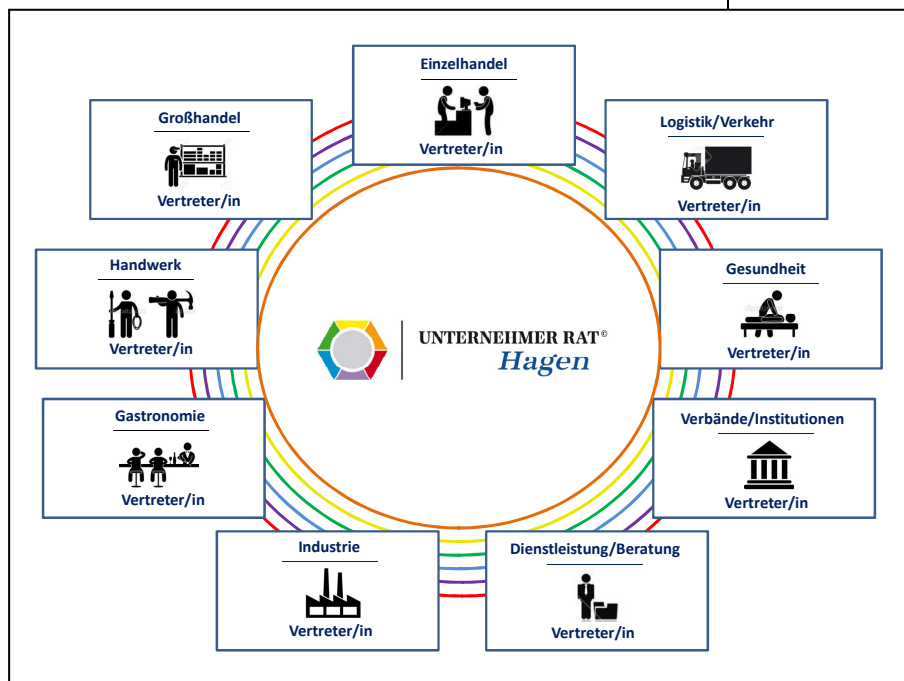 Einzelhandel
Vertreter/in
Großhandel
Vertreter/in
Logistik/Verkehr
Vertreter/in
Handwerk
Vertreter/in
Gesundheit
Vertreter/in
UNTERNEHMER RAT©
Hagen
Gastronomie
Vertreter/in
Verbände/Institutionen
Vertreter/in
Industrie
Vertreter/in
Dienstleistung/Beratung
Vertreter/in